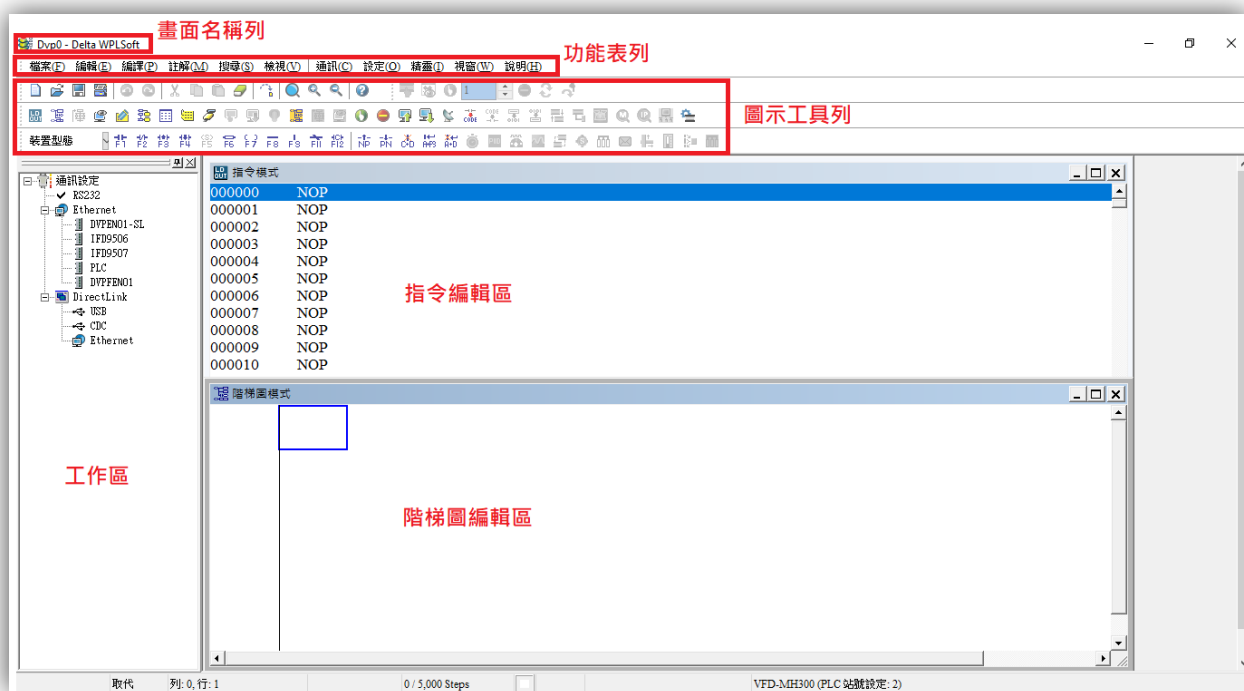 畫面名稱列
Dvp0 - Delta WPLSoft
功能表列
檔案(F) 編輯(E) 編譯(P) 註解(M) 搜尋(S) 檢視(V) 通訊(C) 設定(O) 精靈(I) 視窗(W) 說明(H)
1
圖示工具列
裝置型態
F1 F2 F3 F4 F5 F6 F7 F8 F9 F11 F12 NP PN
通訊設定
RS232
Ethernet
DVPEN01-SL
IFD9506
IFD9507
PLC
DVPFEN01
DirectLink
USB
CDC
Ethernet
工作區
指令模式
000000 NOP
000001 NOP
000002 NOP
000003 NOP
000004 NOP
000005 NOP
000006 NOP
000007 NOP
000008 NOP
000009 NOP
000010 NOP
指令編輯區
階梯圖模式
階梯圖編輯區
取代 列: 0, 行: 1 0 / 5,000 Steps VFD-MH300 (PLC 站號設定: 2)